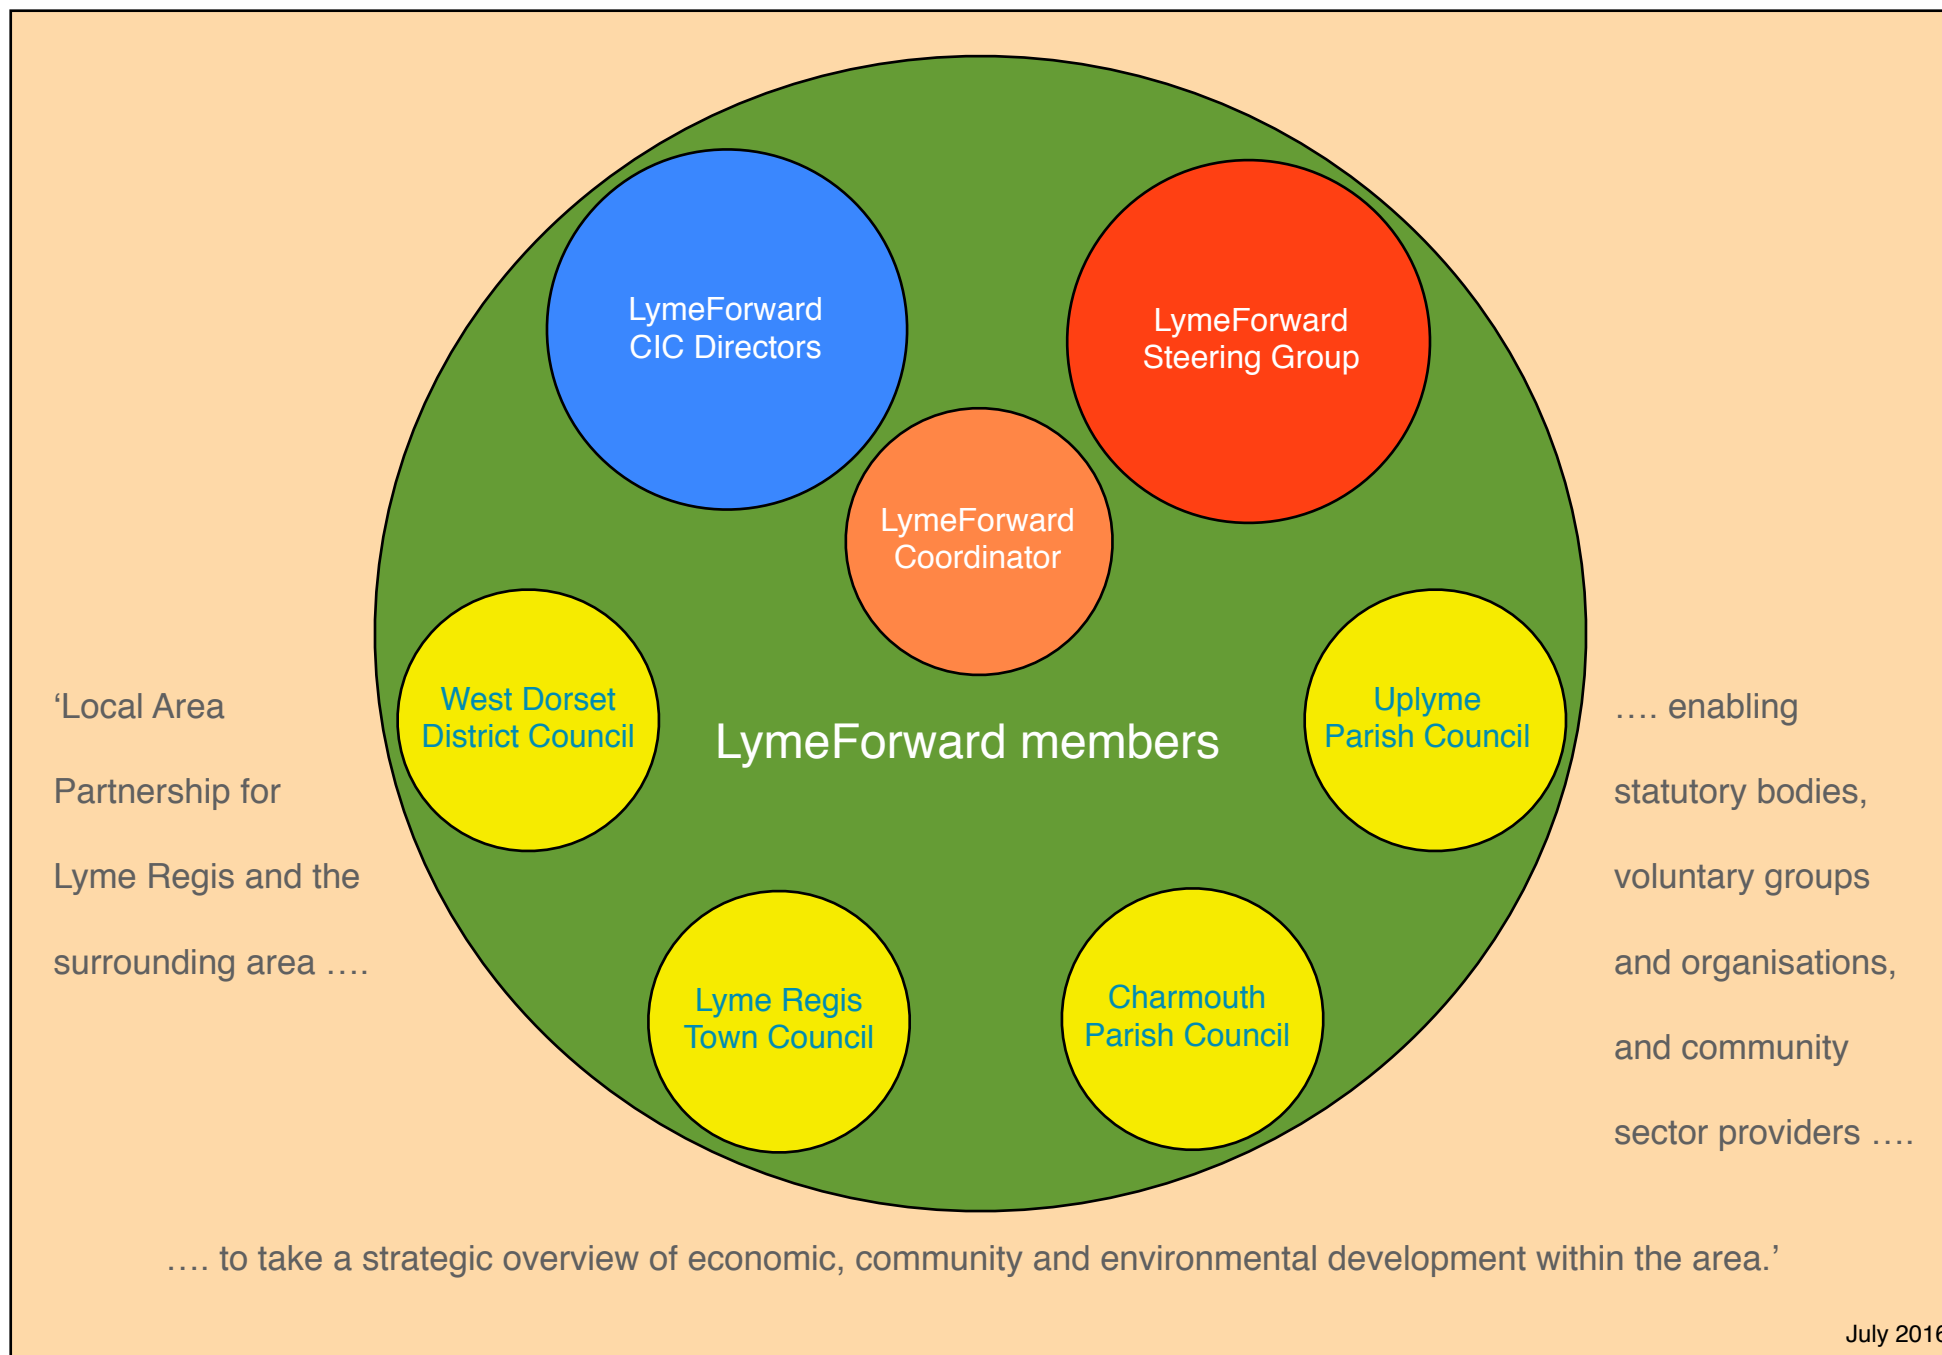 LymeForward
CIC Directors
LymeForward
Steering Group
LymeForward
Coordinator
West Dorset
District Council
LymeForward members
Uplyme
Parish Council
Lyme Regis
Town Council
Charmouth
Parish Council
‘Local Area
Partnership for
Lyme Regis and the
surrounding area ….
…. enabling
statutory bodies,
voluntary groups
and organisations,
and community
sector providers ….
…. to take a strategic overview of economic, community and environmental development within the area.’
July 2016